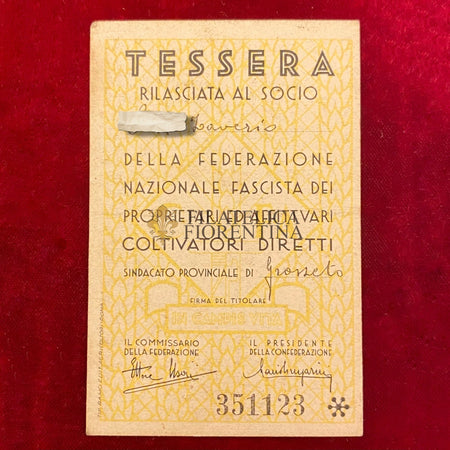 TESSERA
RILASCIATA AL SOCIO
Saverio
DELLA FEDERAZIONE
NAZIONALE FASCISTA DEI
PROPRIETARI ED AFFITTUARI
FILATELICA
FIORENTINA
COLTIVATORI DIRETTI
SINDACATO PROVINCIALE DI Grosseto
FIRMA DEL TITOLARE
IL COMMISSARIO
DELLA FEDERAZIONE
IL PRESIDENTE
DELLA CONFEDERAZIONE
351123 *